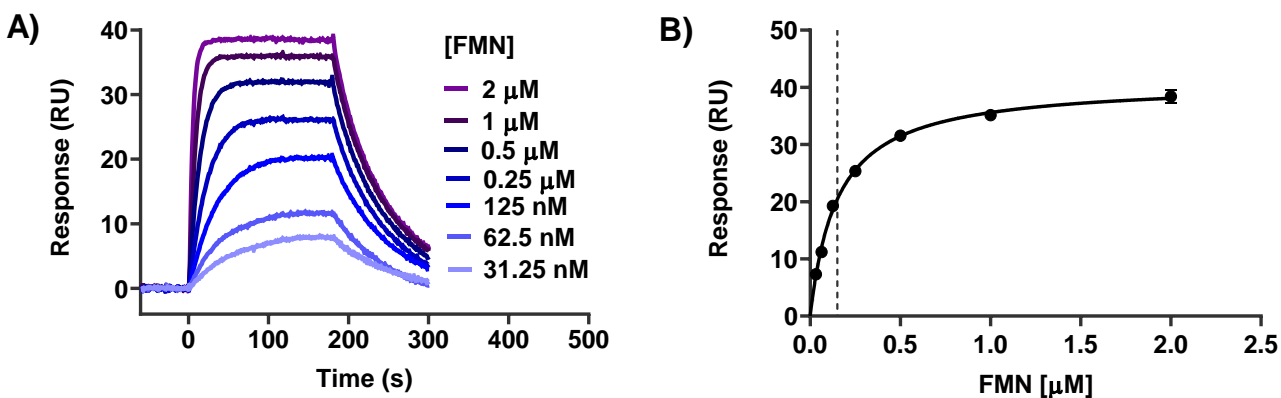 A)
Response (RU)
40
30
20
10
0
0 100 200 300 400 500
Time (s)
[FMN]
2 μM
1 μM
0.5 μM
0.25 μM
125 nM
62.5 nM
31.25 nM
B)
Response (RU)
50
40
30
20
10
0
0.0 0.5 1.0 1.5 2.0 2.5
FMN [μM]